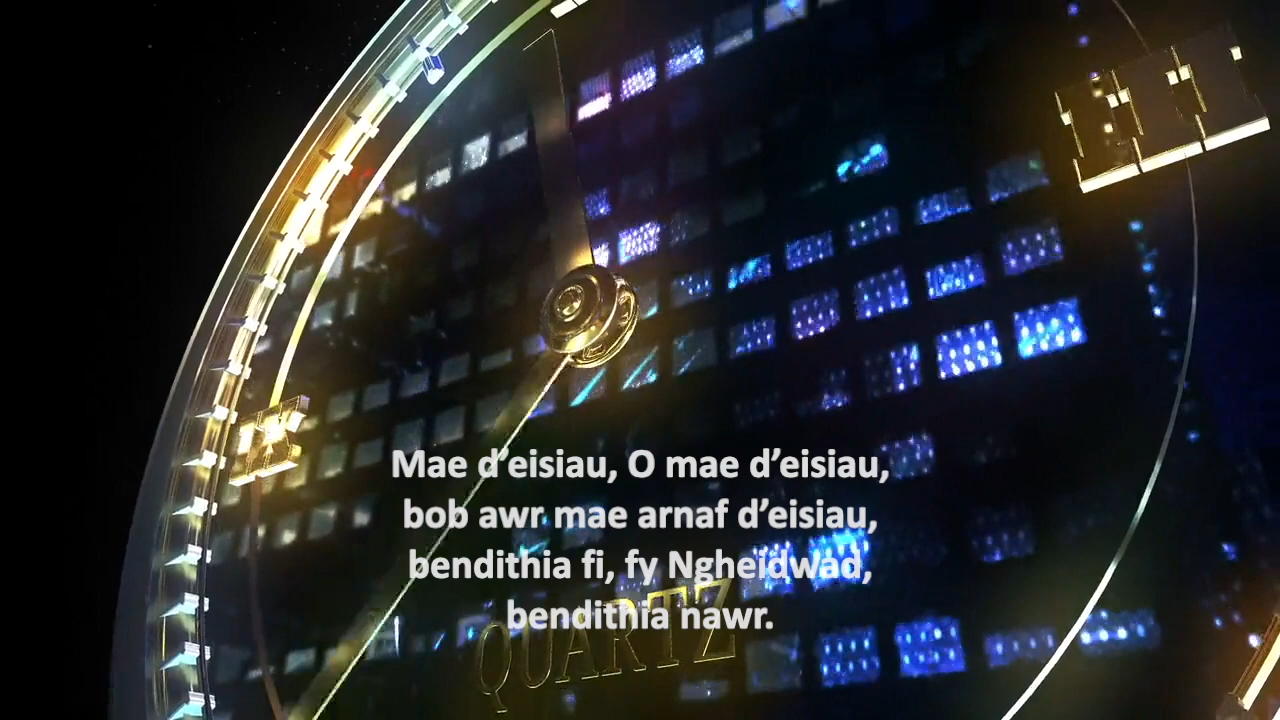 Mae d’eisiau, O mae d’eisiau,
bob awr mae arnaf d’eisiau,
bendithia fi, fy Ngheidwad,
bendithia nawr.
QUARTZ